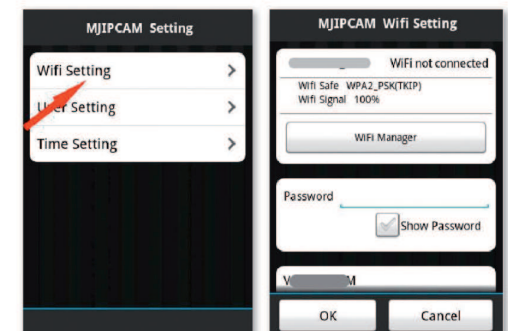 MJIPCAM Setting
Wifi Setting
User Setting
Time Setting
MJIPCAM Wifi Setting
WiFi not connected
Wifi Safe WPA2_PSK(TKIP)
Wifi Signal 100%
WiFi Manager
Password
Show Password
OK Cancel